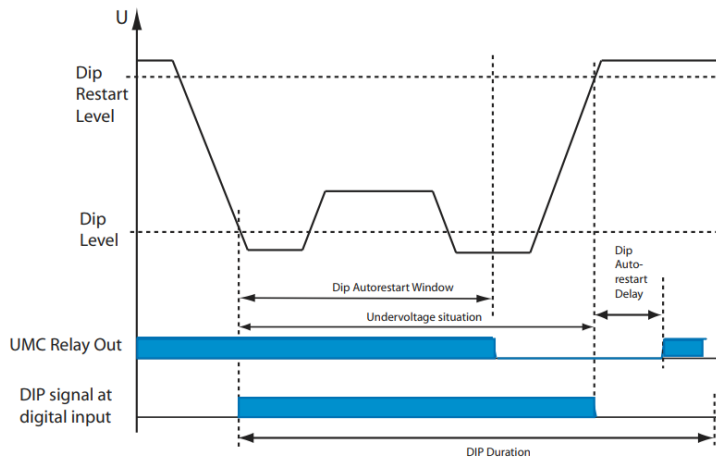 U
Dip
Restart
Level
Dip
Level
Dip
Auto-
restart
Delay
Dip Autorestart Window
Undervoltage situation
UMC Relay Out
DIP signal at
digital input
DIP Duration